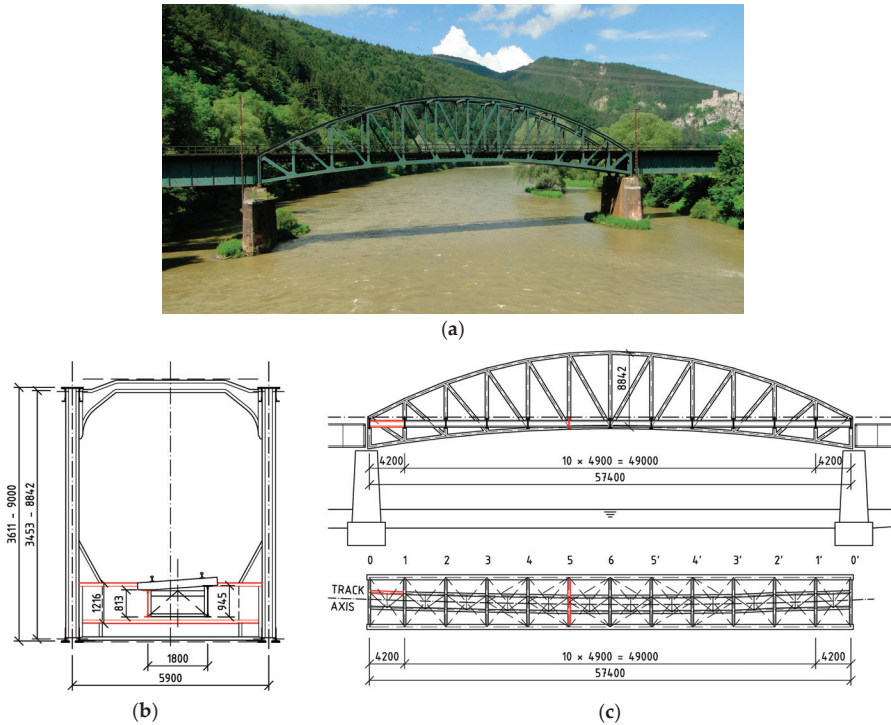 (a)
3611 - 9000
3453 - 8842
1216
813
945
1800
5900
(b)
8842
4200
10 × 4900 = 49000
4200
57400
0 1 2 3 4 5 6 5' 4' 3' 2' 1' 0'
TRACK
AXIS
4200
10 × 4900 = 49000
4200
57400
(c)